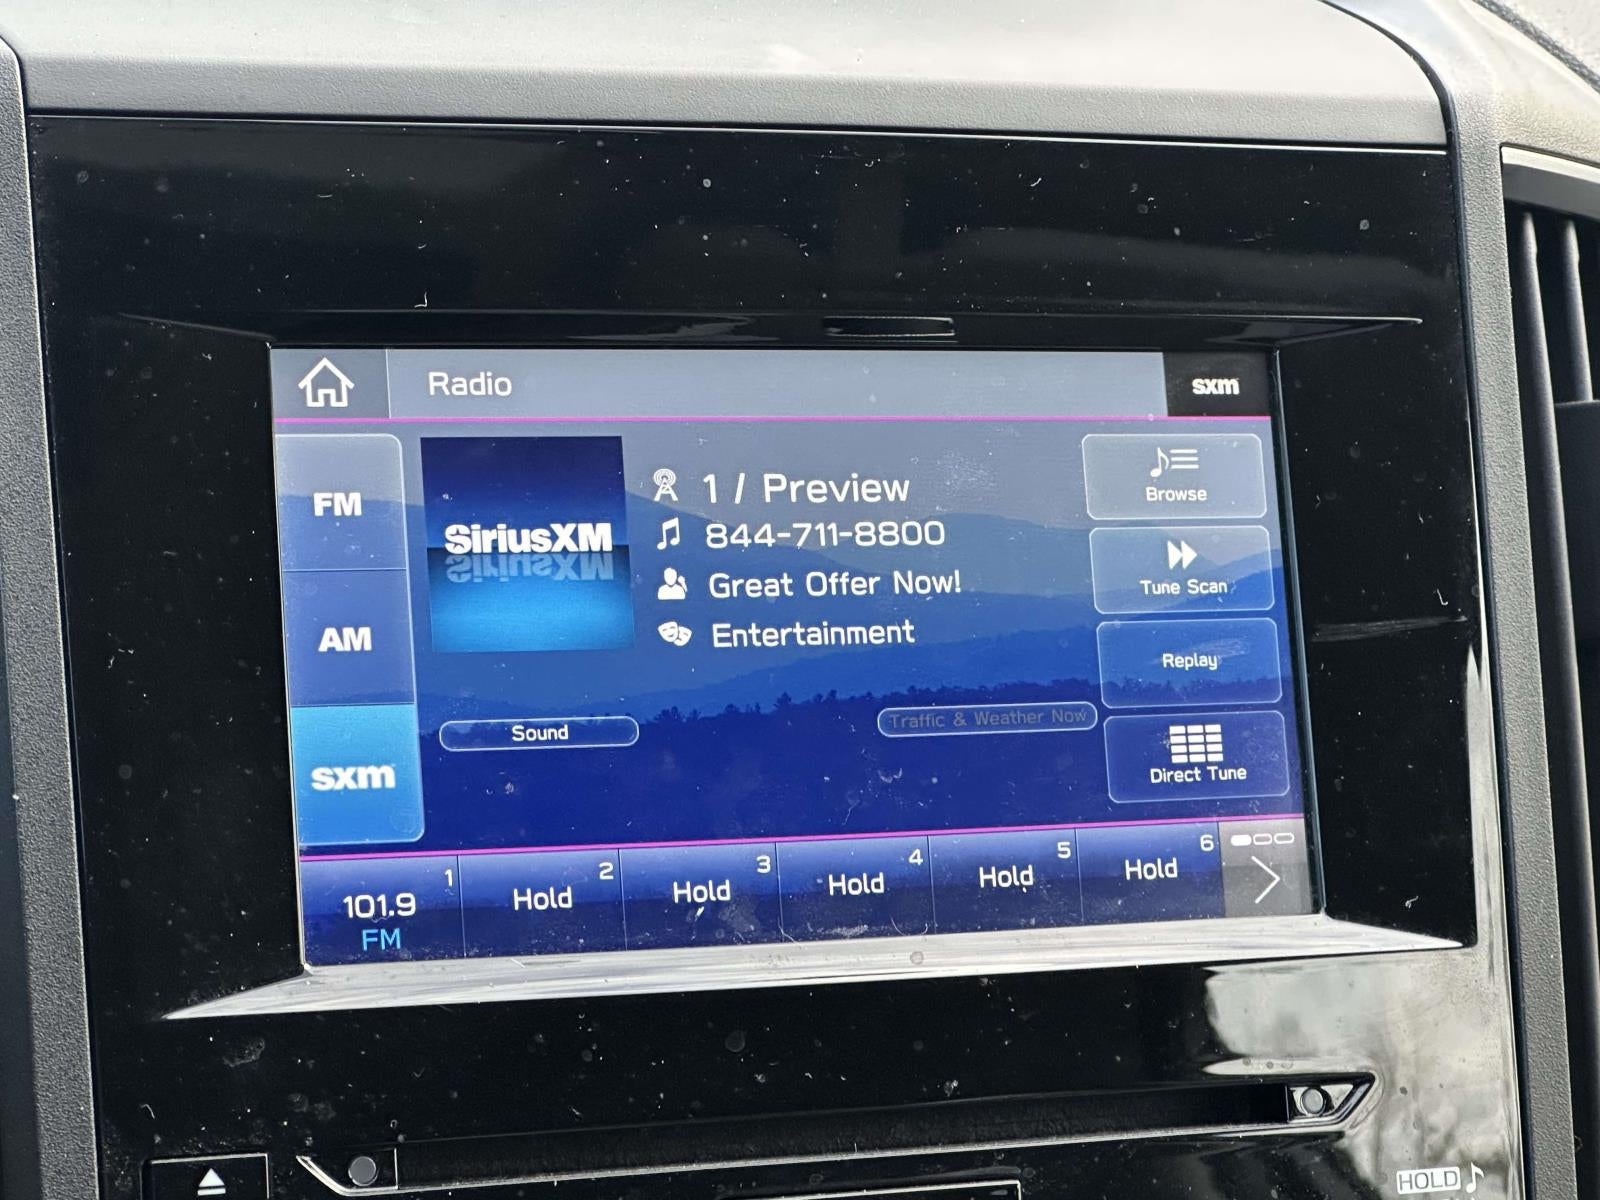 Radio
sxm
FM
AM
sxm
SiriusXM
1 / Preview
844-711-8800
Great Offer Now!
Entertainment
Browse
Tune Scan
Replay
Direct Tune
Sound
Traffic & Weather Now
1
101.9
FM
2
Hold
3
Hold
4
Hold
5
Hold
6
Hold
HOLD